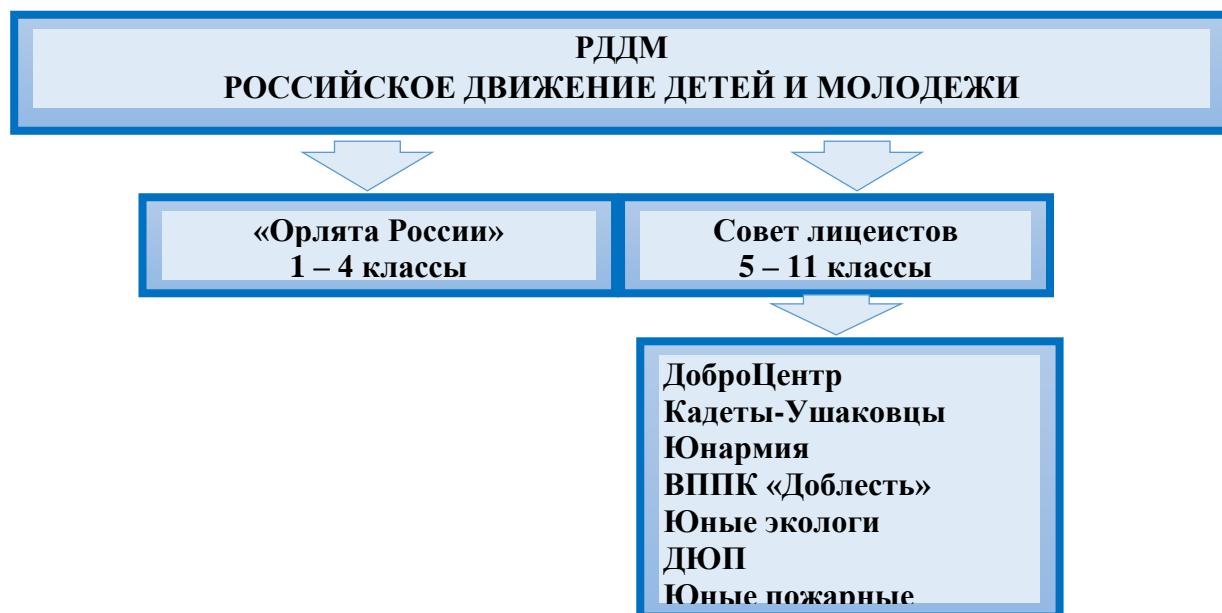 РДДМ
РОССИЙСКОЕ ДВИЖЕНИЕ ДЕТЕЙ И МОЛОДЕЖИ
«Орлята России»
1 – 4 классы
Совет лицеистов
5 – 11 классы
ДоброЦентр
Кадеты-Ушаковцы
Юнармия
ВППК «Доблесть»
Юные экологи
ДЮП
Юные пожарные